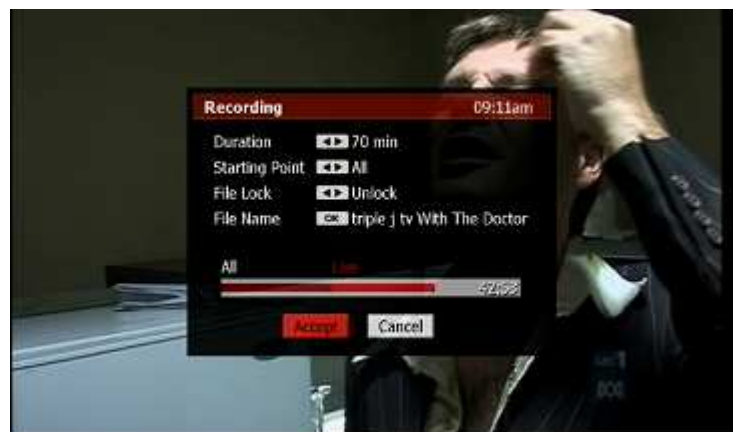 Recording 09:11am
Duration 70 min
Starting Point All
File Lock Unlock
File Name OK triple j tv With The Doctor
All Live
42:53
Accept Cancel